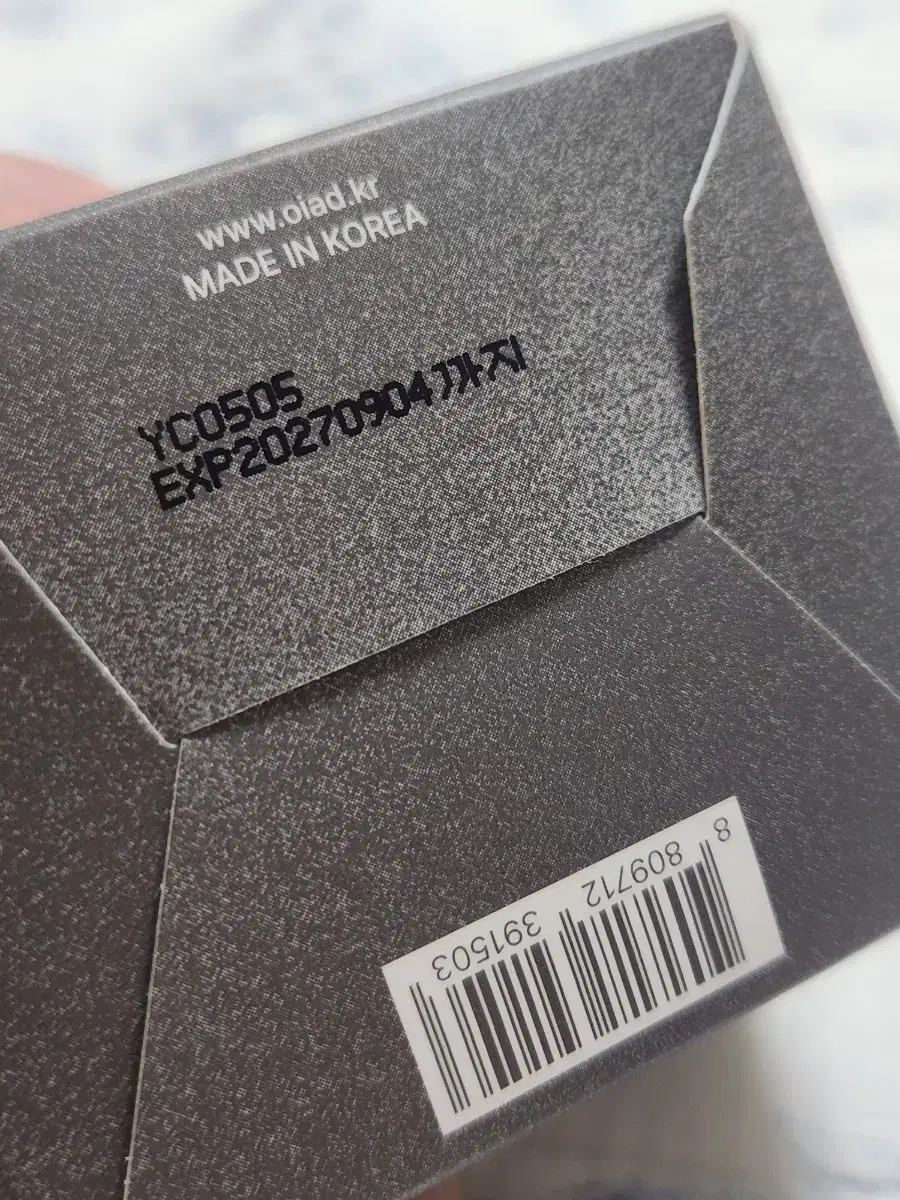 www.oiad.kr
MADE IN KOREA
YC0505
EXP20270904까지
8 809712 391503